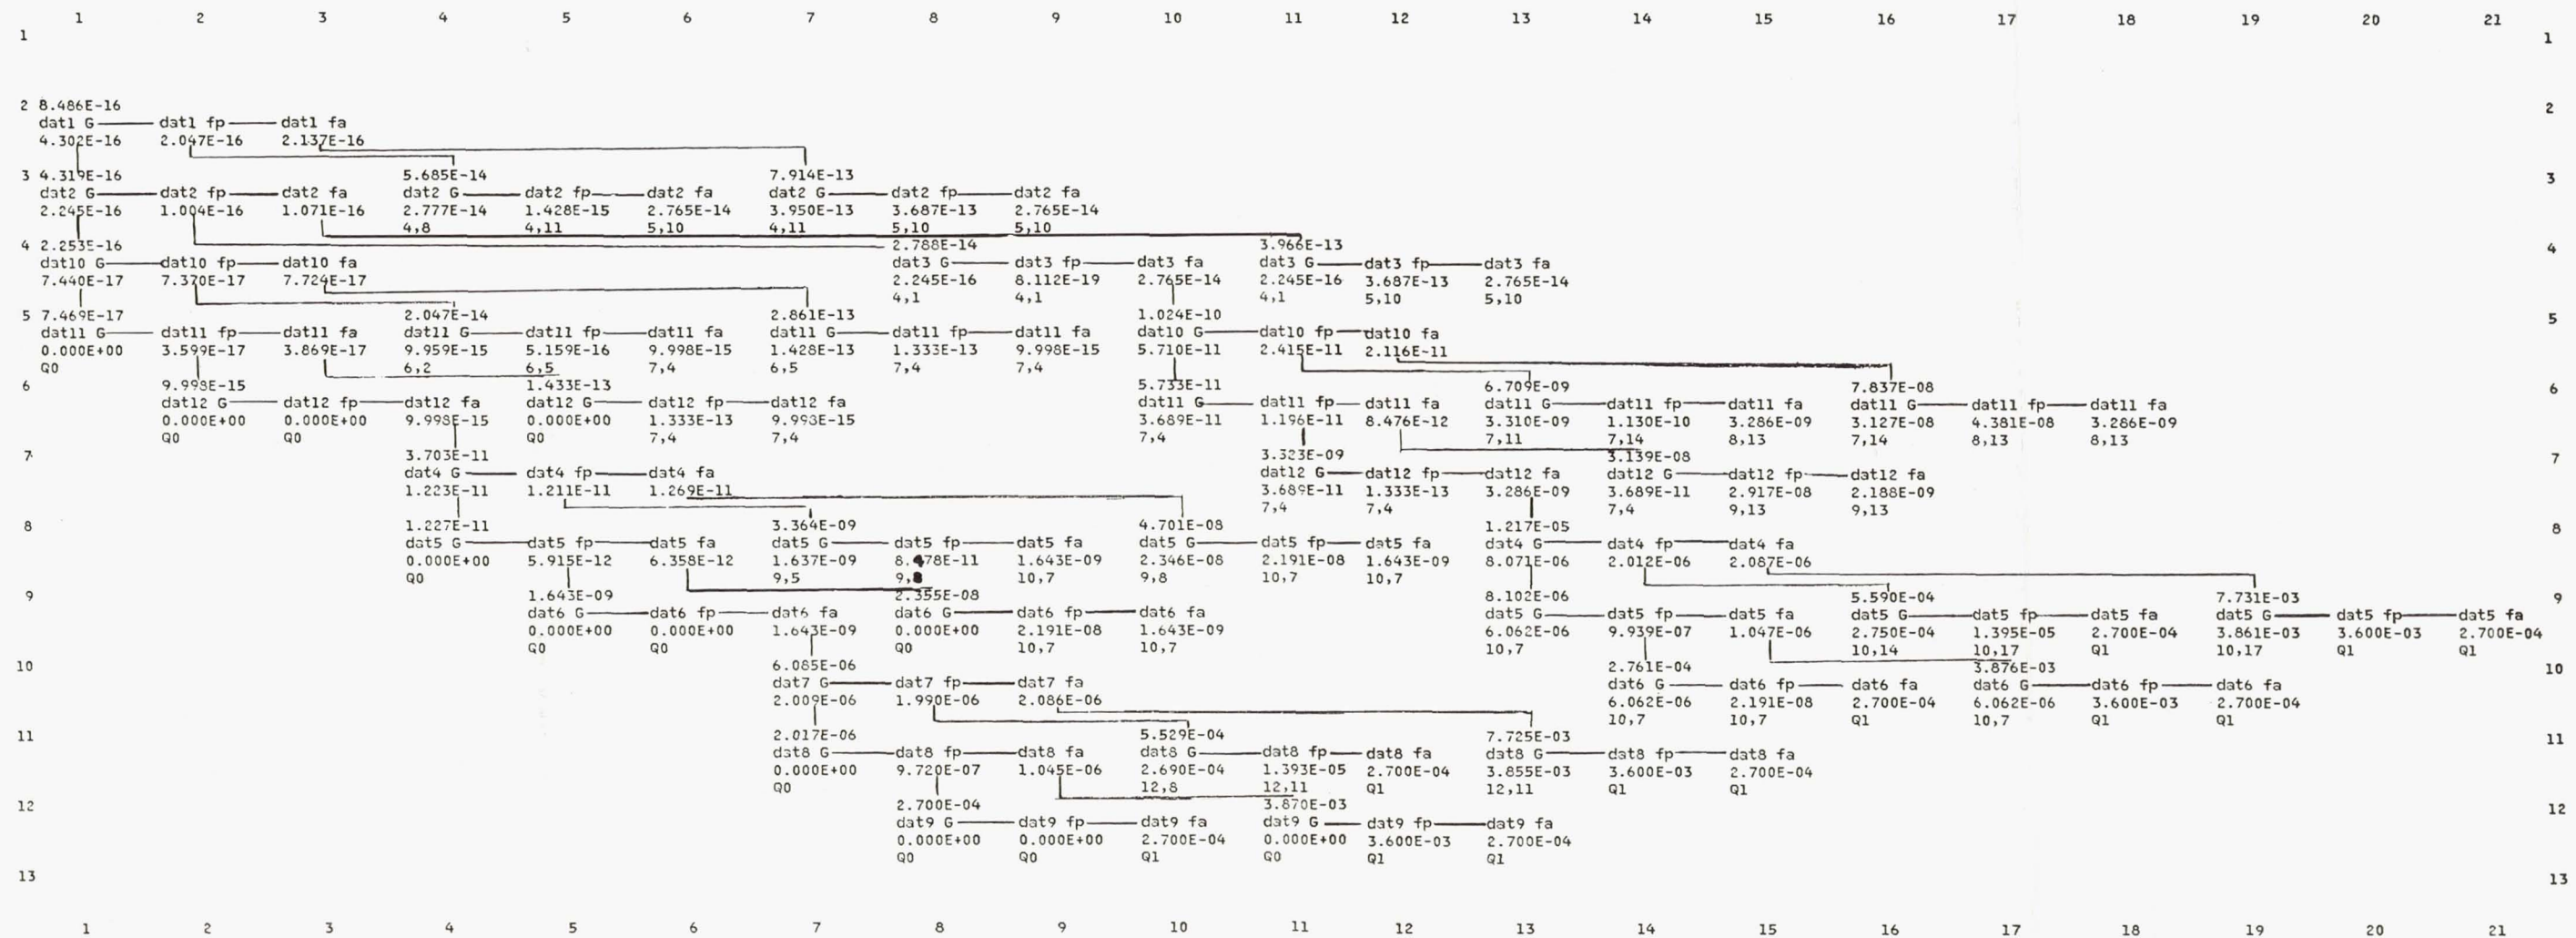 1 2 3 4 5 6 7 8 9 10 11 12 13 14 15 16 17 18 19 20 21
1 1
2 8.486E-16 2
dat1 G dat1 fp dat1 fa
4.302E-16 2.047E-16 2.137E-16
3 4.319E-16 5.685E-14 7.914E-13 3
dat2 G dat2 fp dat2 fa dat2 G dat2 fp dat2 fa dat2 G dat2 fp dat2 fa
2.245E-16 1.004E-16 1.071E-16 2.777E-14 1.428E-15 2.765E-14 3.950E-13 3.687E-13 2.765E-14
4,8 4,11 5,10 4,11 5,10 5,10
4 2.253E-16 2.788E-14 3.966E-13 4
dat10 G dat10 fp dat10 fa dat3 G dat3 fp dat3 fa dat3 G dat3 fp dat3 fa
7.440E-17 7.370E-17 7.724E-17 2.245E-16 8.112E-19 2.765E-14 2.245E-16 3.687E-13 2.765E-14
4,1 4,1 4,1 5,10 5,10
5 7.469E-17 2.047E-14 2.861E-13 1.024E-10 5
dat11 G dat11 fp dat11 fa dat11 G dat11 fp dat11 fa dat11 G dat11 fp dat11 fa dat10 G dat10 fp dat10 fa
0.000E+00 3.599E-17 3.869E-17 9.959E-15 5.159E-16 9.998E-15 1.428E-13 1.333E-13 9.998E-15 5.710E-11 2.415E-11 2.116E-11
Q0 6,2 6,5 7,4 6,5 7,4 7,4
6 9.998E-15 1.433E-13 5.733E-11 6.709E-09 7.837E-08 6
dat12 G dat12 fp dat12 fa dat12 G dat12 fp dat12 fa dat11 G dat11 fp dat11 fa dat11 G dat11 fp dat11 fa dat11 G dat11 fp dat11 fa
0.000E+00 0.000E+00 9.998E-15 0.000E+00 1.333E-13 9.998E-15 3.689E-11 1.196E-11 8.476E-12 3.310E-09 1.130E-10 3.286E-09 3.127E-08 4.381E-08 3.286E-09
Q0 Q0 Q0 7,4 7,4 7,4 7,11 7,14 8,13 7,14 8,13 8,13
7 3.703E-11 3.323E-09 3.139E-08 7
dat4 G dat4 fp dat4 fa dat12 G dat12 fp dat12 fa dat12 G dat12 fp dat12 fa
1.223E-11 1.211E-11 1.269E-11 3.689E-11 1.333E-13 3.286E-09 3.689E-11 2.917E-08 2.188E-09
7,4 7,4 7,4 9,13 9,13
8 1.227E-11 3.364E-09 4.701E-08 1.217E-05 8
dat5 G dat5 fp dat5 fa dat5 G dat5 fp dat5 fa dat5 G dat5 fp dat5 fa dat4 G dat4 fp dat4 fa
0.000E+00 5.915E-12 6.358E-12 1.637E-09 8.478E-11 1.643E-09 2.346E-08 2.191E-08 1.643E-09 8.071E-06 2.012E-06 2.087E-06
Q0 9,5 9,8 10,7 9,8 10,7 10,7
9 1.643E-09 2.355E-08 8.102E-06 5.590E-04 7.731E-03 9
dat6 G dat6 fp dat6 fa dat6 G dat6 fp dat6 fa dat5 G dat5 fp dat5 fa dat5 G dat5 fp dat5 fa dat5 G dat5 fp dat5 fa
0.000E+00 0.000E+00 1.643E-09 0.000E+00 2.191E-08 1.643E-09 6.062E-06 9.939E-07 1.047E-06 2.750E-04 1.395E-05 2.700E-04 3.861E-03 3.600E-03 2.700E-04
Q0 Q0 Q0 10,7 10,7 10,7 10,14 10,17 Q1 10,17 Q1 Q1
10 6.085E-06 2.761E-04 3.876E-03 10
dat7 G dat7 fp dat7 fa dat6 G dat6 fp dat6 fa dat6 G dat6 fp dat6 fa
2.009E-06 1.990E-06 2.086E-06 6.062E-06 2.191E-08 2.700E-04 6.062E-06 3.600E-03 2.700E-04
10,7 10,7 Q1 10,7 Q1 Q1
11 2.017E-06 5.529E-04 7.725E-03 11
dat8 G dat8 fp dat8 fa dat8 G dat8 fp dat8 fa dat8 G dat8 fp dat8 fa
0.000E+00 9.720E-07 1.045E-06 2.690E-04 1.393E-05 2.700E-04 3.855E-03 3.600E-03 2.700E-04
Q0 12,8 12,11 Q1 12,11 Q1 Q1
12 2.700E-04 3.870E-03 12
dat9 G dat9 fp dat9 fa dat9 G dat9 fp dat9 fa
0.000E+00 0.000E+00 2.700E-04 0.000E+00 3.600E-03 2.700E-04
Q0 Q0 Q1 Q0 Q1 Q1
13 13
1 2 3 4 5 6 7 8 9 10 11 12 13 14 15 16 17 18 19 20 21